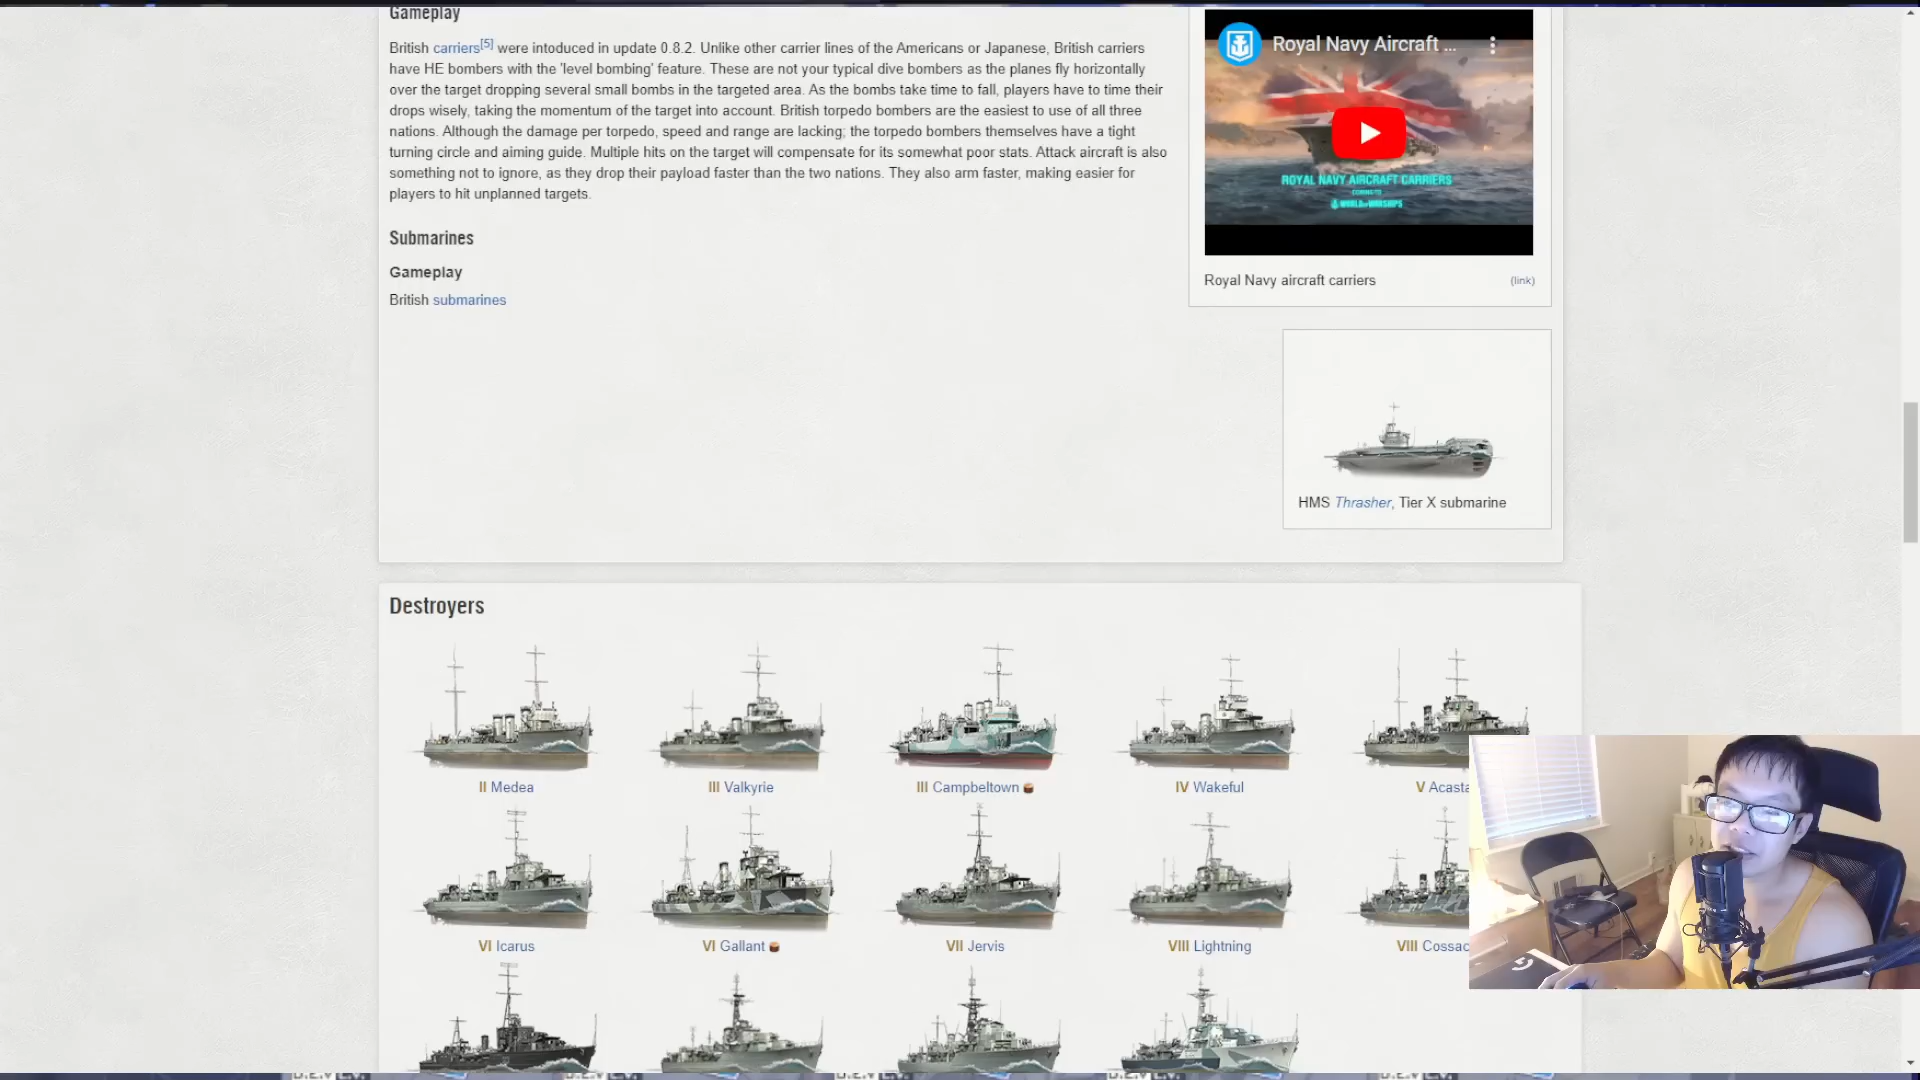 Gameplay
British carriers[5] were intoduced in update 0.8.2. Unlike other carrier lines of the Americans or Japanese, British carriers
have HE bombers with the 'level bombing' feature. These are not your typical dive bombers as the planes fly horizontally
over the target dropping several small bombs in the targeted area. As the bombs take time to fall, players have to time their
drops wisely, taking the momentum of the target into account. British torpedo bombers are the easiest to use of all three
nations. Although the damage per torpedo, speed and range are lacking; the torpedo bombers themselves have a tight
turning circle and aiming guide. Multiple hits on the target will compensate for its somewhat poor stats. Attack aircraft is also
something not to ignore, as they drop their payload faster than the two nations. They also arm faster, making easier for
players to hit unplanned targets.
Royal Navy Aircraft ...
ROYAL NAVY AIRCRAFT CARRIERS
WORLD of WARSHIPS
Royal Navy aircraft carriers (link)
Submarines
Gameplay
British submarines
HMS Thrasher, Tier X submarine
Destroyers
II Medea
III Valkyrie
III Campbeltown
IV Wakeful
V Acasta
VI Icarus
VI Gallant
VII Jervis
VIII Lightning
VIII Cossac